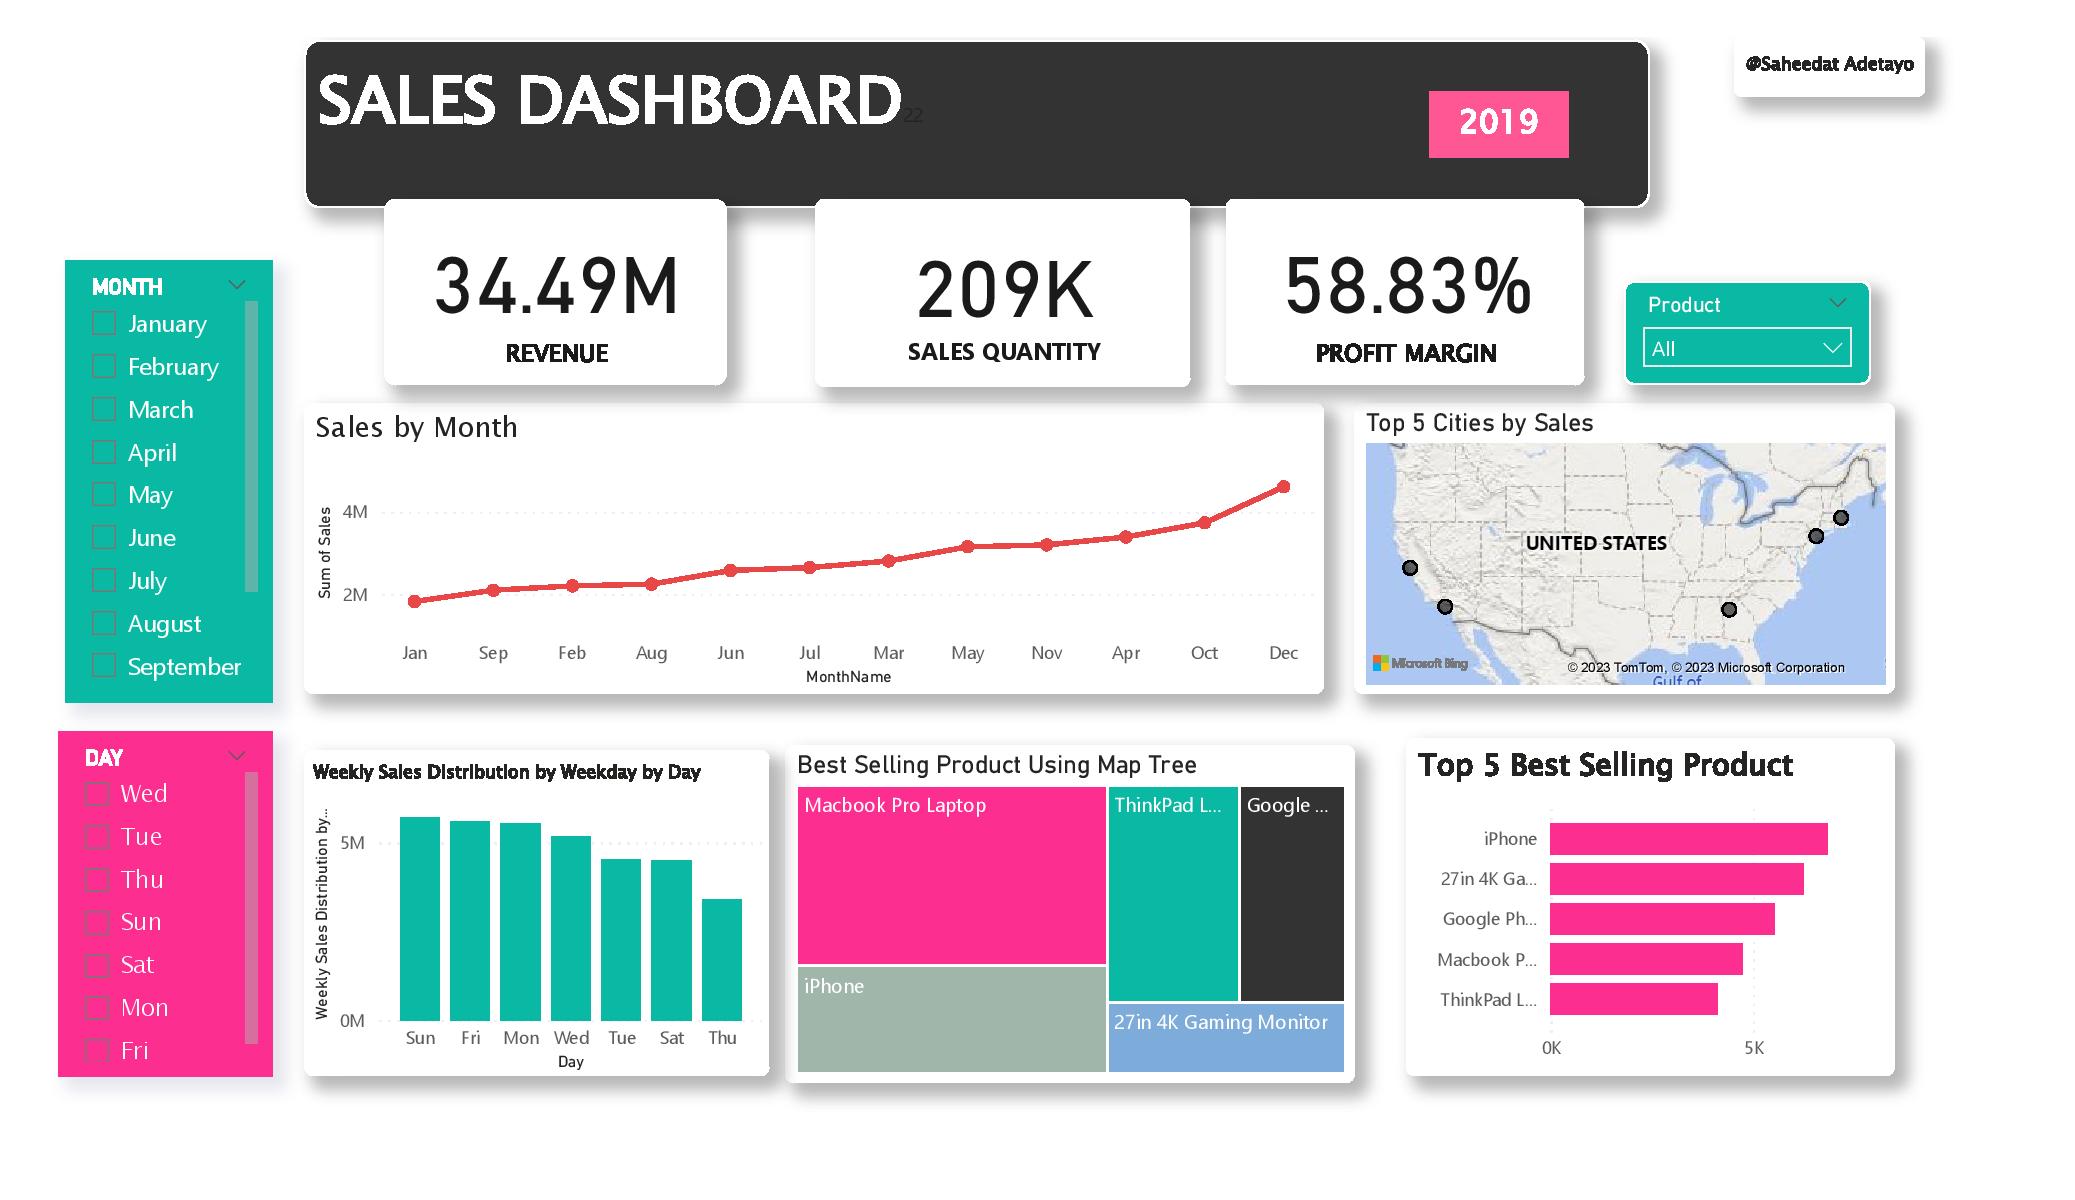 SALES DASHBOARD
22
2019
@Saheedat Adetayo
34.49M
REVENUE
209K
SALES QUANTITY
58.83%
PROFIT MARGIN
Product
All
MONTH
January
February
March
April
May
June
July
August
September
Sales by Month
Sum of Sales
4M
2M
Jan Sep Feb Aug Jun Jul Mar May Nov Apr Oct Dec
MonthName
Top 5 Cities by Sales
UNITED STATES
Microsoft Bing
© 2023 TomTom, © 2023 Microsoft Corporation
Gulf of
DAY
Wed
Tue
Thu
Sun
Sat
Mon
Fri
Weekly Sales Distribution by Weekday by Day
Weekly Sales Distribution by...
5M
0M
Sun Fri Mon Wed Tue Sat Thu
Day
Best Selling Product Using Map Tree
Macbook Pro Laptop
ThinkPad L...
Google ...
iPhone
27in 4K Gaming Monitor
Top 5 Best Selling Product
iPhone
27in 4K Ga...
Google Ph...
Macbook P...
ThinkPad L...
0K 5K